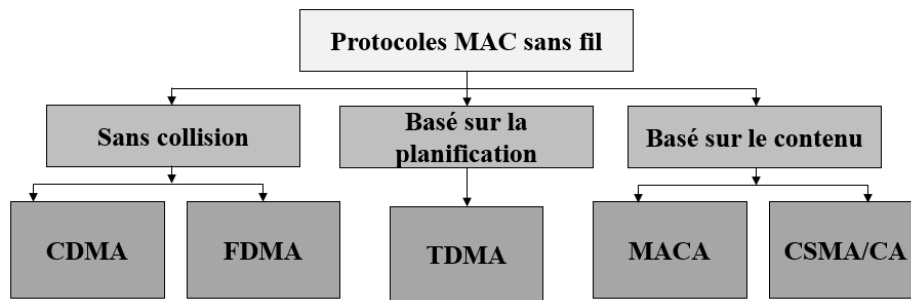 Protocoles MAC sans fil
Sans collision
Basé sur la
planification
Basé sur le contenu
CDMA
FDMA
TDMA
MACA
CSMA/CA